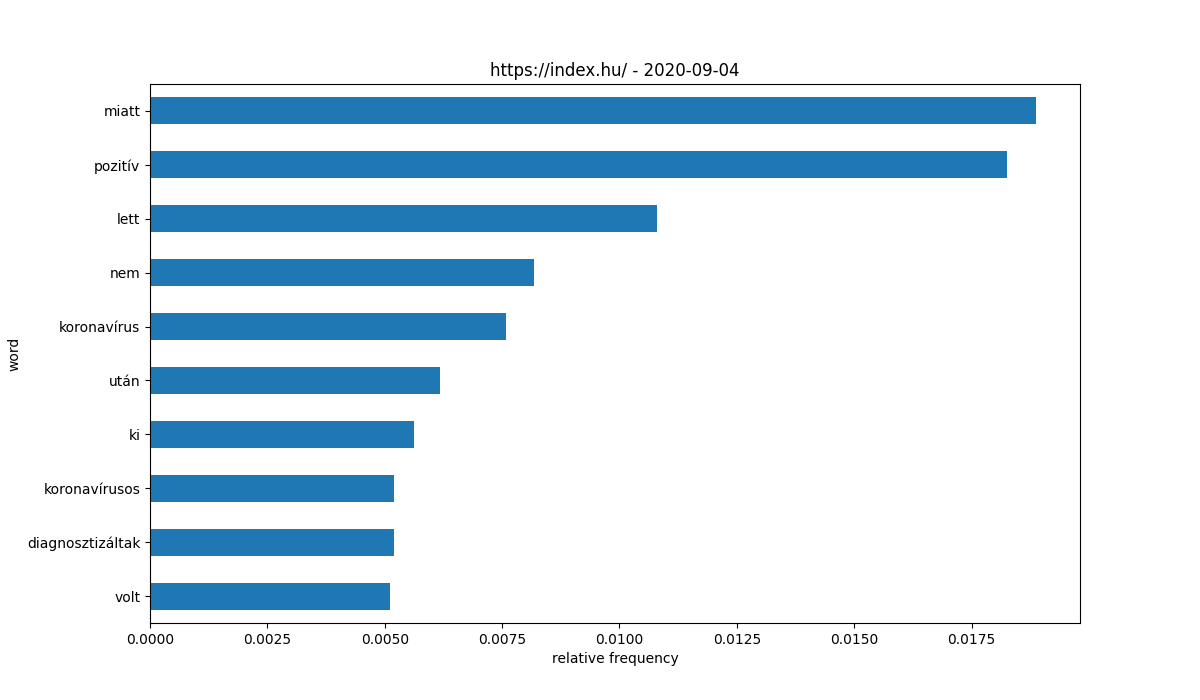 https://index.hu/ - 2020-09-04
miatt
pozitív
lett
nem
koronavírus
után
ki
koronavírusos
diagnosztizáltak
volt
word
0.0000 0.0025 0.0050 0.0075 0.0100 0.0125 0.0150 0.0175
relative frequency